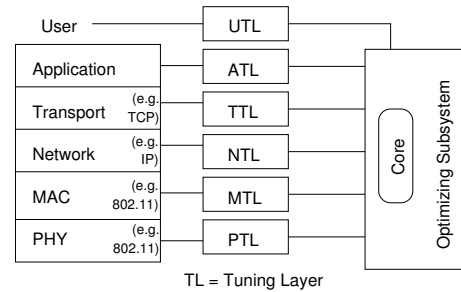 User UTL
Application ATL
Transport (e.g. TCP) TTL
Network (e.g. IP) NTL
MAC (e.g. 802.11) MTL
PHY (e.g. 802.11) PTL
Core
Optimizing Subsystem
TL = Tuning Layer